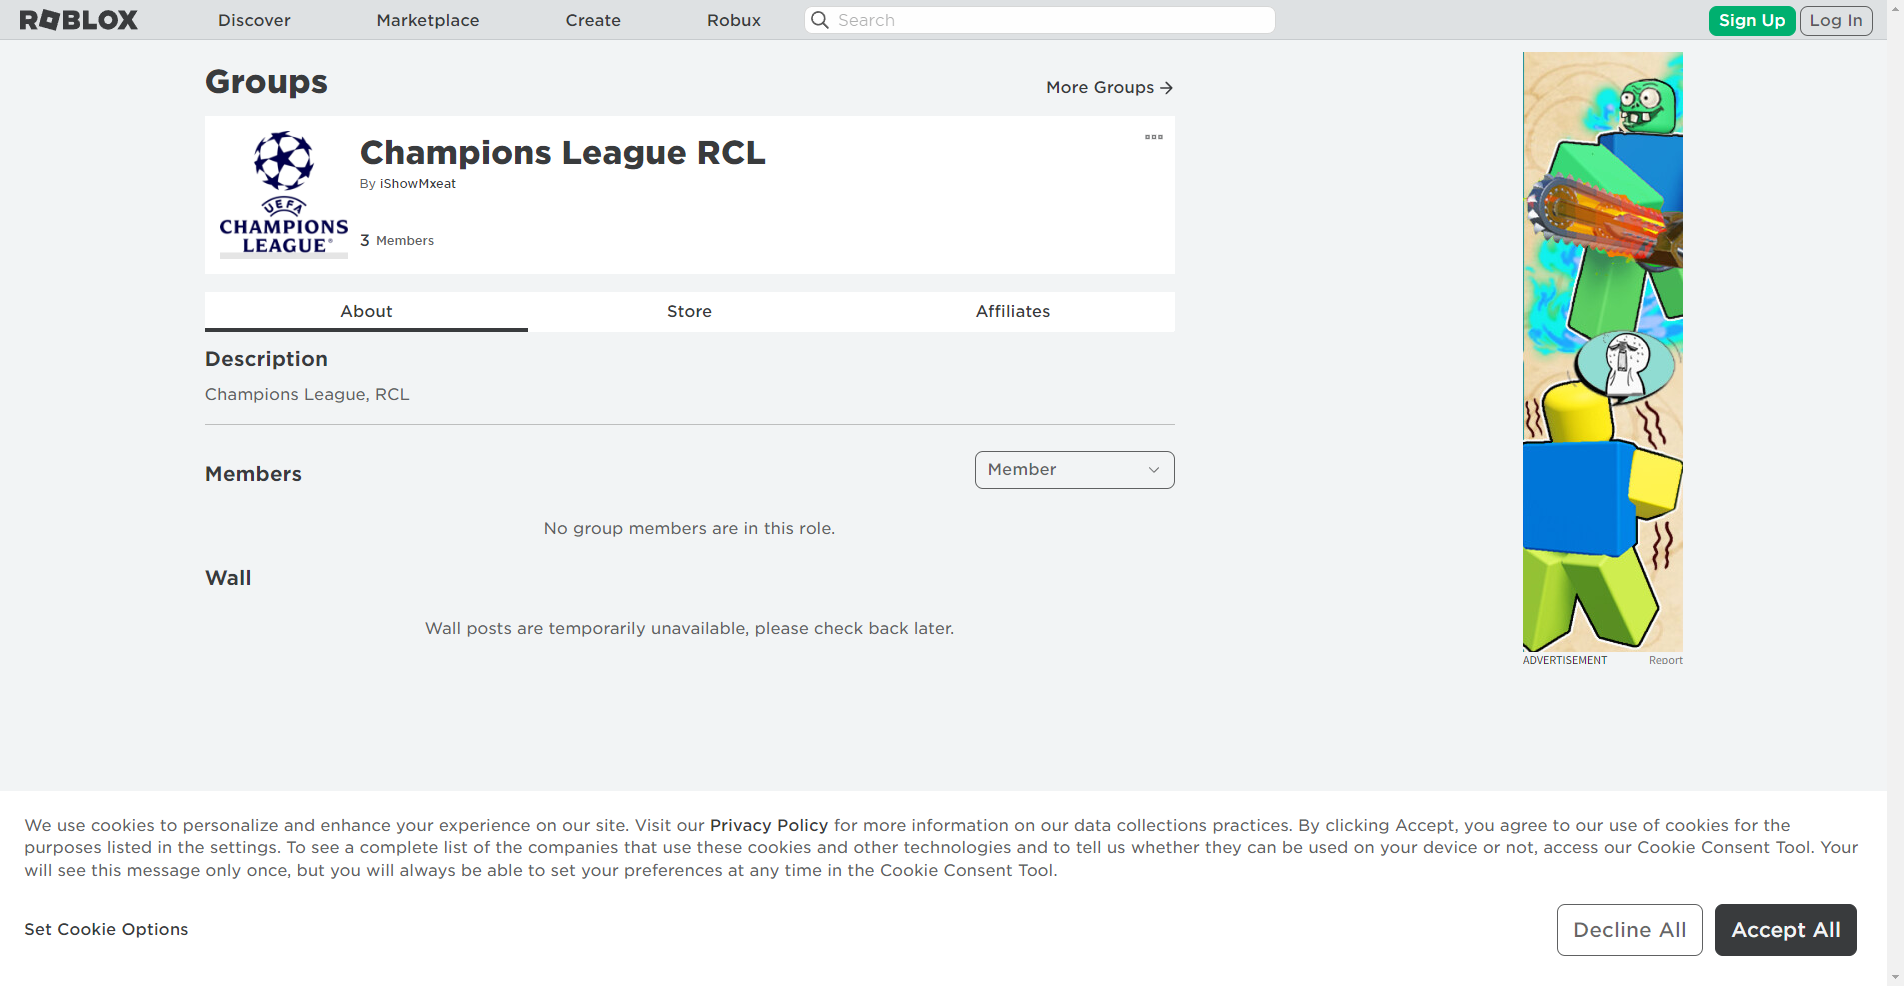 ROBLOX Discover Marketplace Create Robux Search Sign Up Log In
Groups
More Groups
Champions League RCL
By iShowMxeat
3 Members
UEFA
CHAMPIONS
LEAGUE
About Store Affiliates
Description
Champions League, RCL
Members
Member
No group members are in this role.
Wall
Wall posts are temporarily unavailable, please check back later.
ADVERTISEMENT Report
We use cookies to personalize and enhance your experience on our site. Visit our Privacy Policy for more information on our data collections practices. By clicking Accept, you agree to our use of cookies for the
purposes listed in the settings. To see a complete list of the companies that use these cookies and other technologies and to tell us whether they can be used on your device or not, access our Cookie Consent Tool. Your
will see this message only once, but you will always be able to set your preferences at any time in the Cookie Consent Tool.
Set Cookie Options
Decline All
Accept All